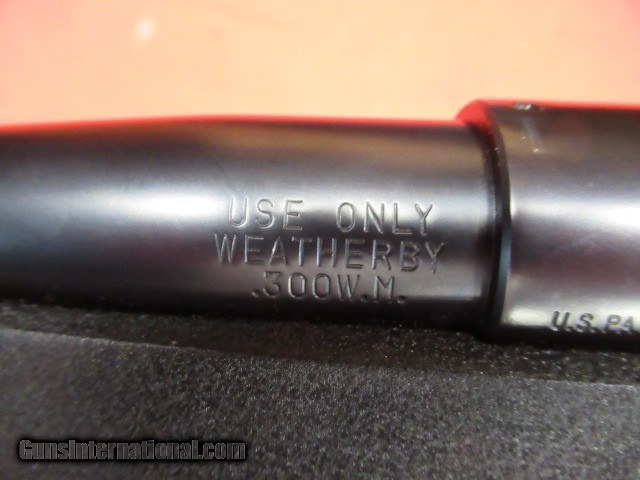 USE ONLY
WEATHERBY
.300W.M.
U.S.PA
GunsInternational.com